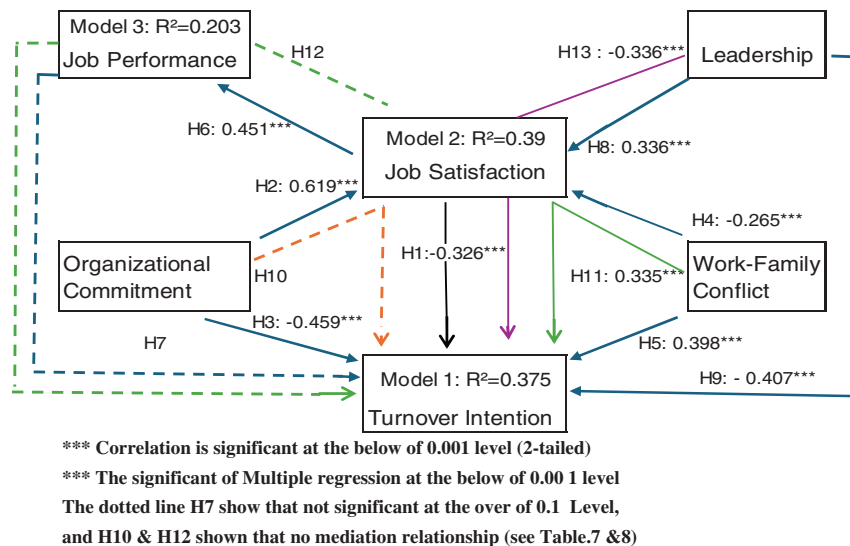 Model 3: R²=0.203
Job Performance
H12
H13 : -0.336***
Leadership
H6: 0.451***
Model 2: R²=0.39
Job Satisfaction
H8: 0.336***
H2: 0.619***
H4: -0.265***
Organizational
Commitment
H10
H1:-0.326***
H11: 0.335***
Work-Family
Conflict
H3: -0.459***
H7
H5: 0.398***
Model 1: R²=0.375
Turnover Intention
H9: - 0.407***
*** Correlation is significant at the below of 0.001 level (2-tailed)
*** The significant of Multiple regression at the below of 0.00 1 level
The dotted line H7 show that not significant at the over of 0.1 Level,
and H10 & H12 shown that no mediation relationship (see Table.7 &8)